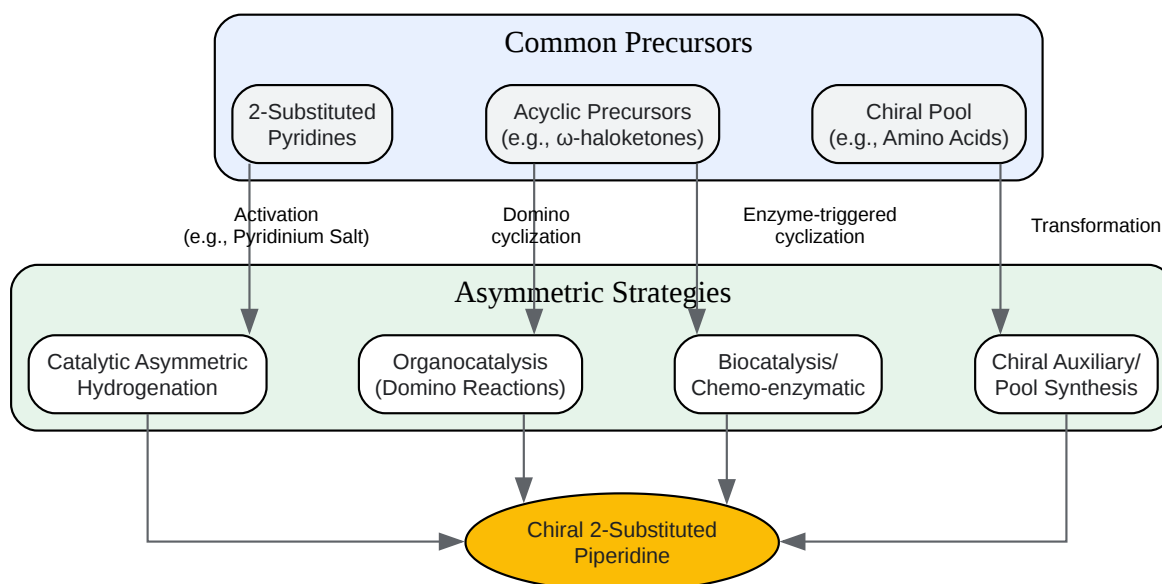 Common Precursors
2-Substituted
Pyridines
Acyclic Precursors
(e.g., ω-haloketones)
Chiral Pool
(e.g., Amino Acids)
Activation
(e.g., Pyridinium Salt)
Domino
cyclization
Enzyme-triggered
cyclization
Transformation
Asymmetric Strategies
Catalytic Asymmetric
Hydrogenation
Organocatalysis
(Domino Reactions)
Biocatalysis/
Chemo-enzymatic
Chiral Auxiliary/
Pool Synthesis
Chiral 2-Substituted
Piperidine